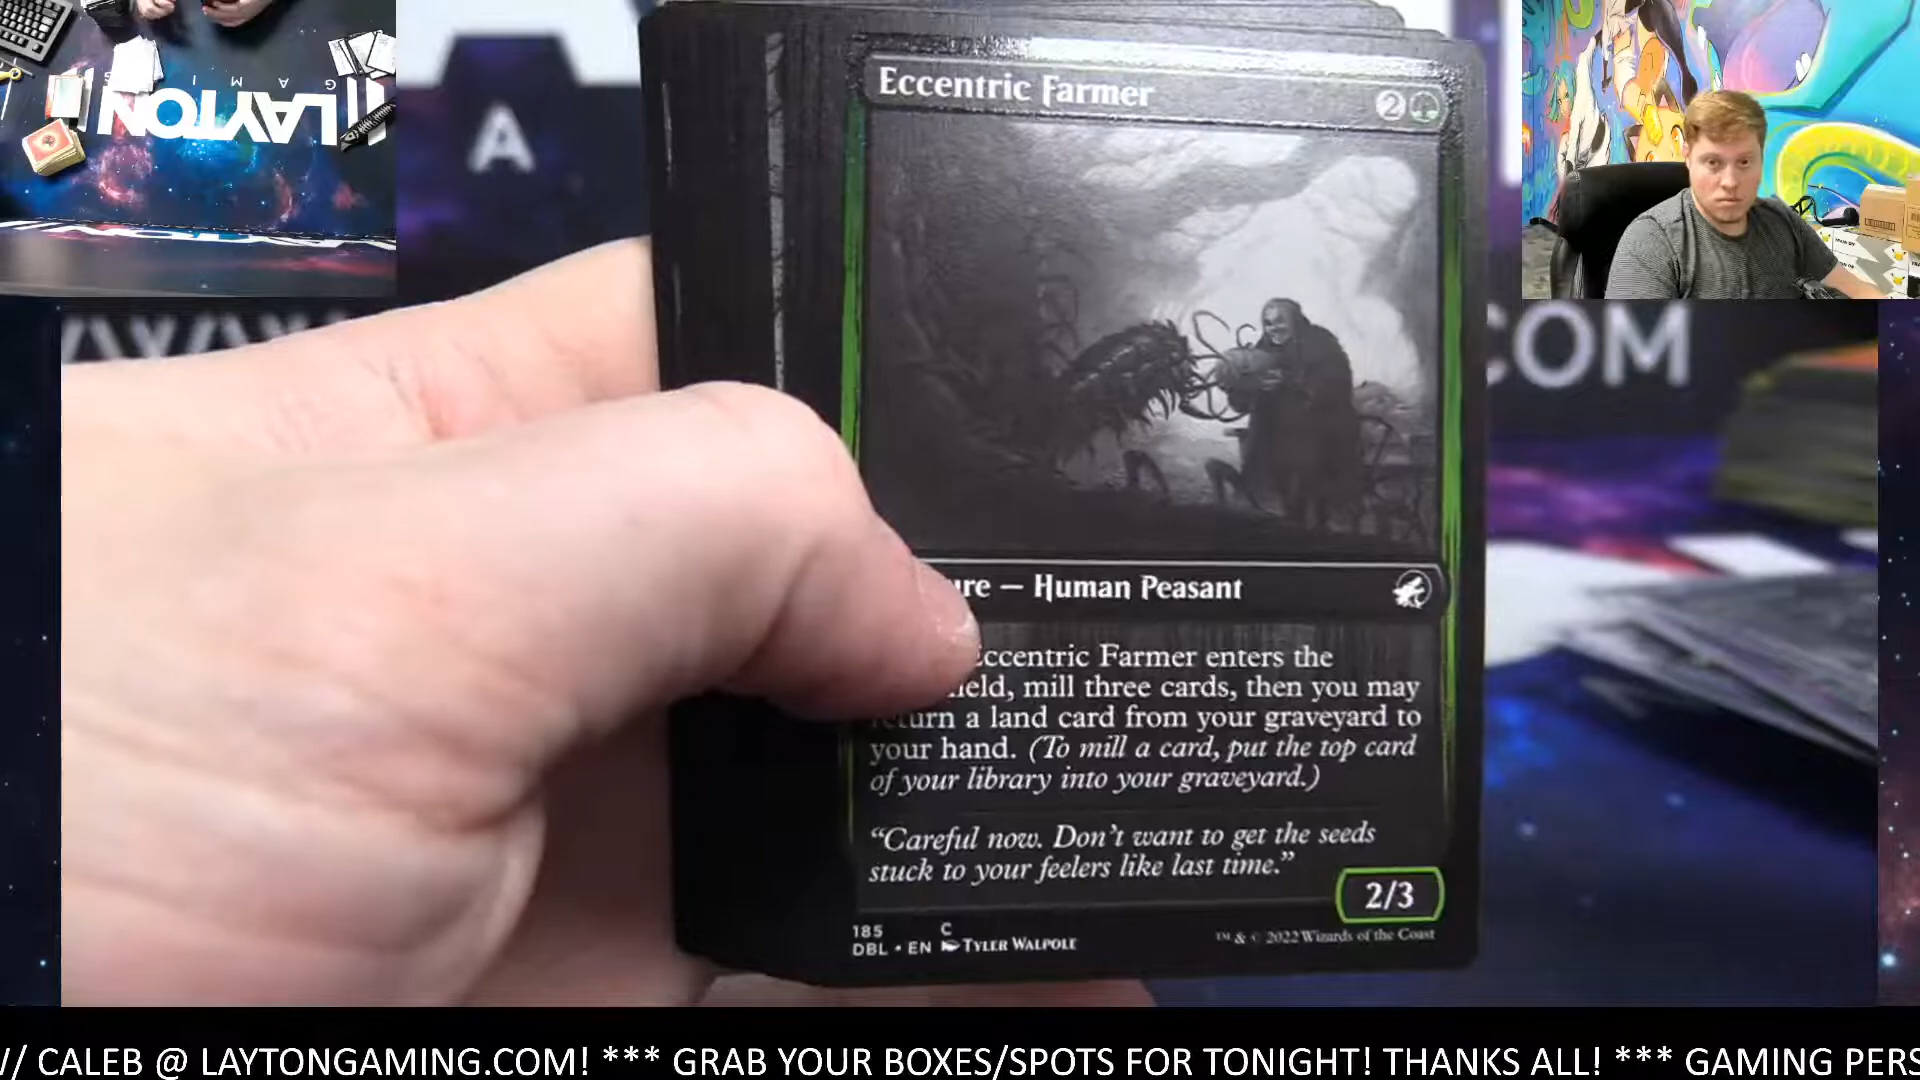 LAYTON
GAMI
A
COM
Eccentric Farmer
2
ure — Human Peasant
Eccentric Farmer enters the
ield, mill three cards, then you may
return a land card from your graveyard to
your hand. (To mill a card, put the top card
of your library into your graveyard.)
“Careful now. Don’t want to get the seeds
stuck to your feelers like last time.”
2/3
185 C
DBL • EN TYLER WALPOLE
™ & © 2022 Wizards of the Coast
// CALEB @ LAYTONGAMING.COM! *** GRAB YOUR BOXES/SPOTS FOR TONIGHT! THANKS ALL! *** GAMING PERS